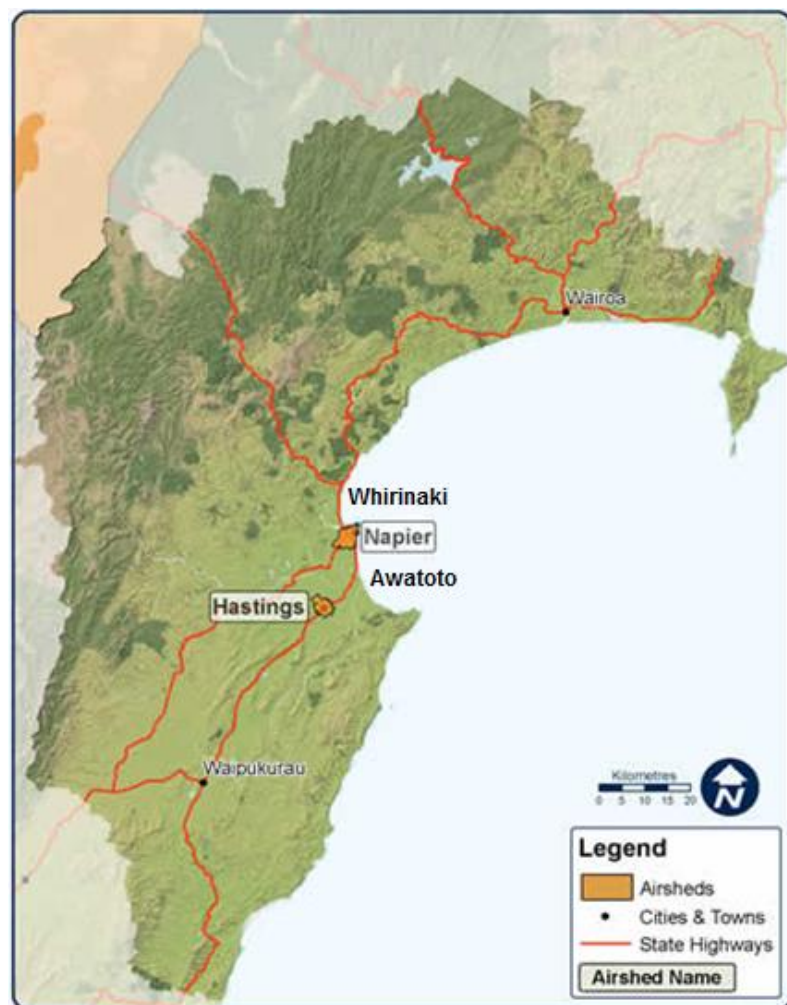 Wairoa
Whirinaki
Napier
Awatoto
Hastings
Waipukurau
Kilometres
0 5 10 15 20
N
Legend
Airsheds
Cities & Towns
State Highways
Airshed Name